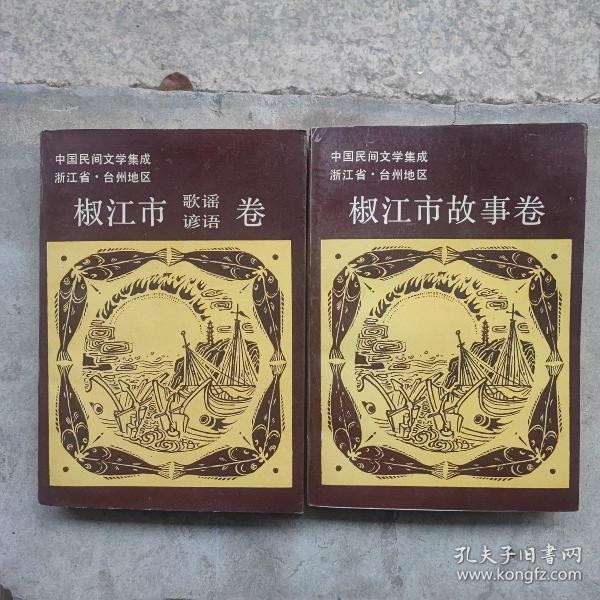 中国民间文学集成
浙江省·台州地区
椒江市 歌谣 谚语 卷
中国民间文学集成
浙江省·台州地区
椒江市故事卷
孔夫子旧书网
www.kongfz.com